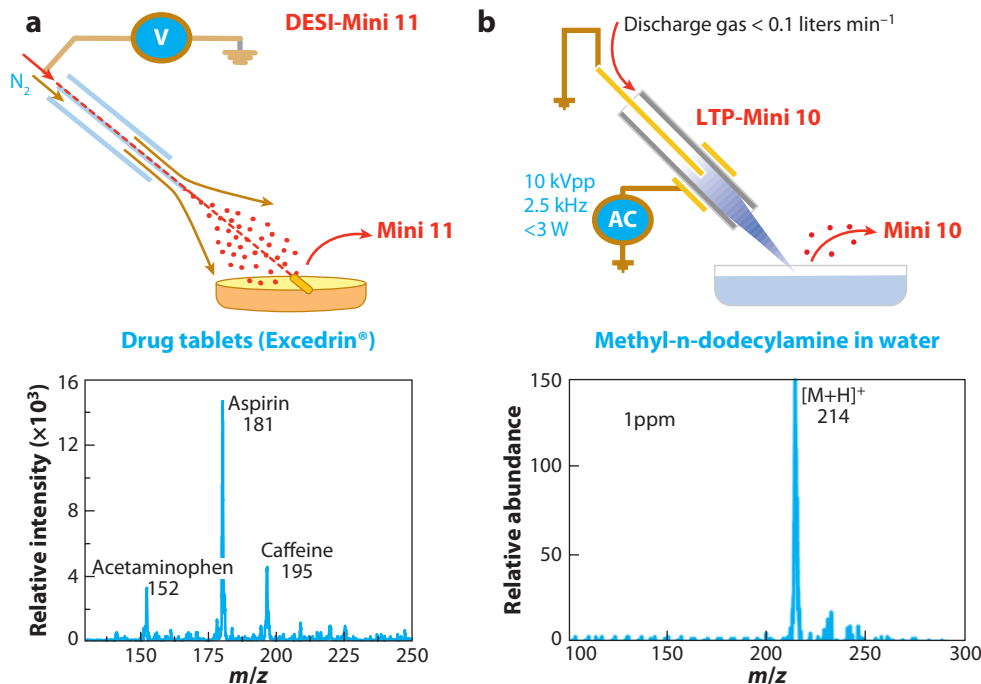 a
DESI-Mini 11
V
N₂
Mini 11
Drug tablets (Excedrin®)
Relative intensity (×10³)
16
12
8
4
0
Aspirin
181
Acetaminophen
152
Caffeine
195
150
175
200
225
250
m/z
b
Discharge gas < 0.1 liters min⁻¹
LTP-Mini 10
10 kVpp
2.5 kHz
<3 W
AC
Mini 10
Methyl-n-dodecylamine in water
Relative abundance
150
100
50
0
1ppm
[M+H]⁺
214
100
150
200
250
300
m/z